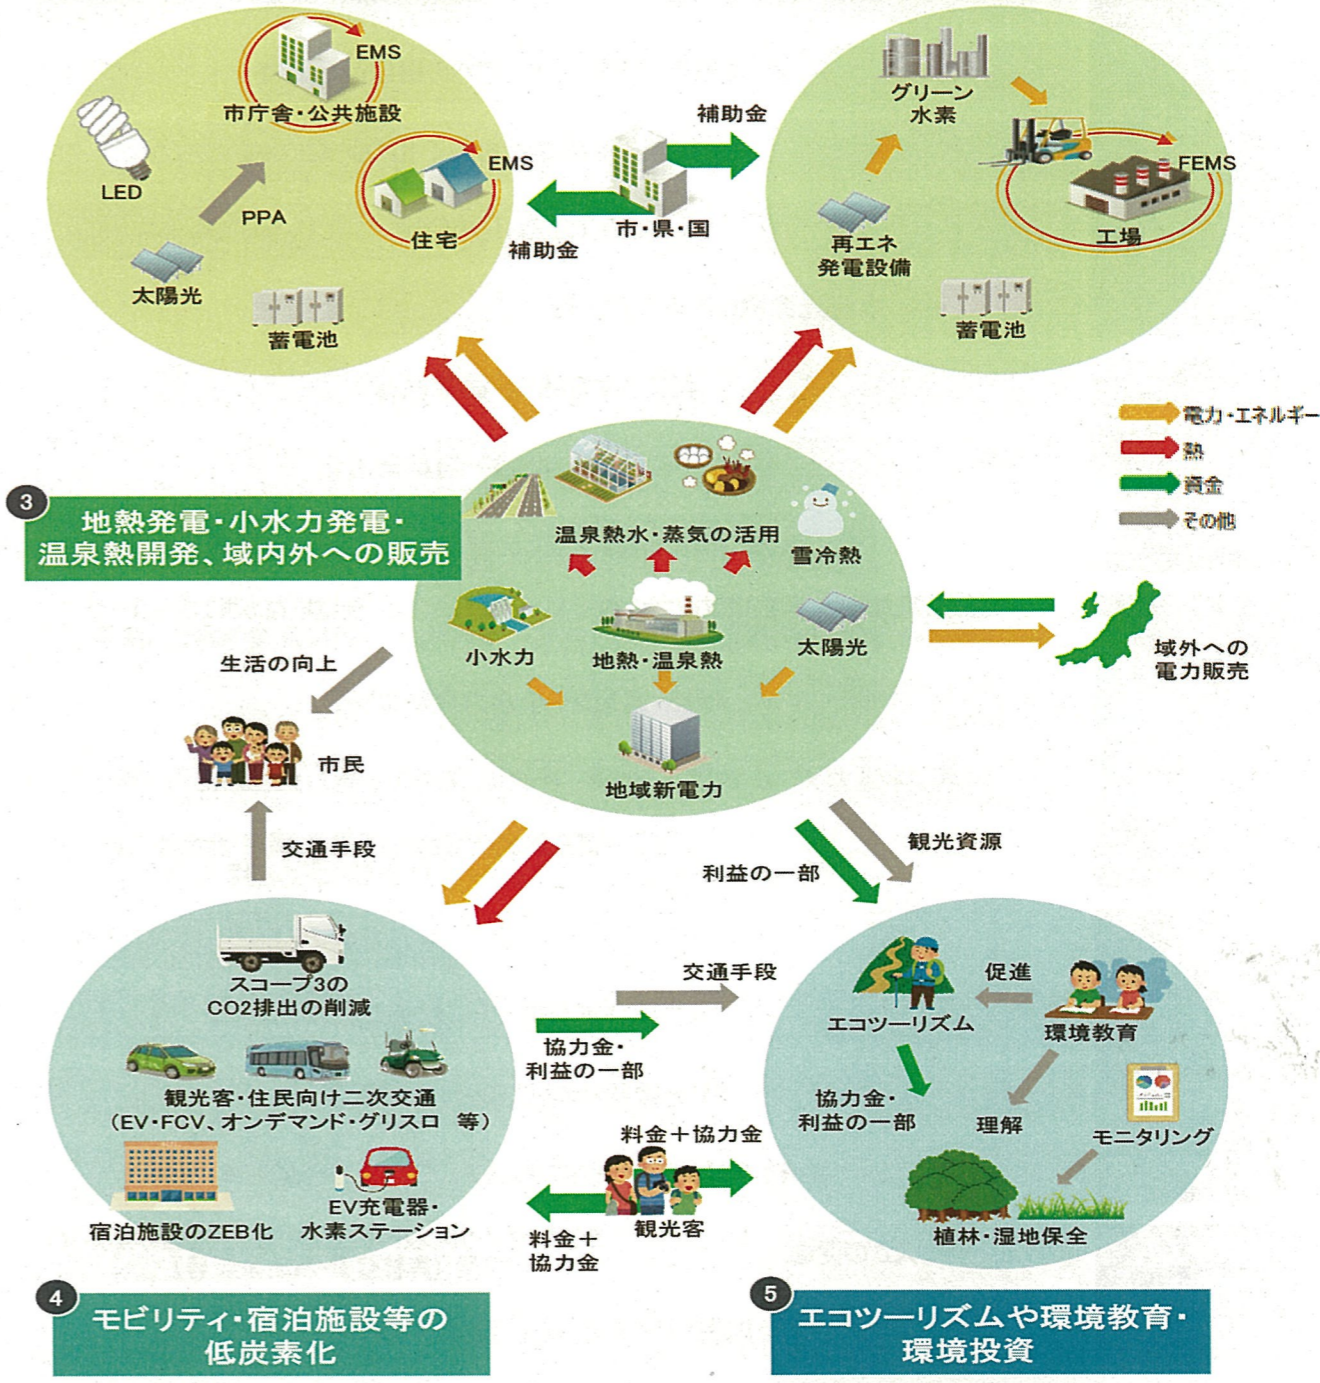 EMS
市庁舎・公共施設
LED
PPA
EMS
住宅
太陽光
蓄電池
補助金
市・県・国
補助金
グリーン
水素
FEMS
工場
再エネ
発電設備
蓄電池
電力・エネルギー
熱
資金
その他
3
地熱発電・小水力発電・
温泉熱開発、域内外への販売
温泉熱水・蒸気の活用
雪冷熱
小水力
地熱・温泉熱
太陽光
地域新電力
域外への
電力販売
生活の向上
市民
交通手段
観光資源
利益の一部
スコープ3の
CO2排出の削減
観光客・住民向け二次交通
(EV・FCV、オンデマンド・グリスロ 等)
宿泊施設のZEB化
EV充電器・
水素ステーション
交通手段
協力金・
利益の一部
料金+協力金
観光客
料金+
協力金
促進
エコツーリズム
環境教育
協力金・
利益の一部
理解
モニタリング
植林・湿地保全
4
モビリティ・宿泊施設等の
低炭素化
5
エコツーリズムや環境教育・
環境投資